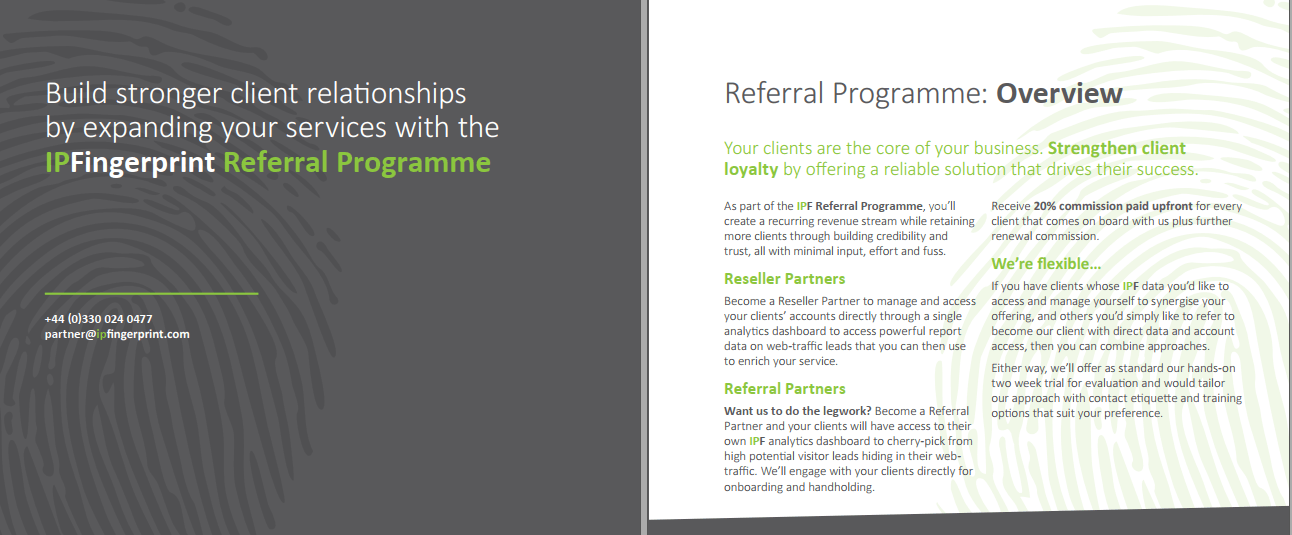 Build stronger client relationships
by expanding your services with the
IPFingerprint Referral Programme
+44 (0)330 024 0477
partner@ipfingerprint.com
Referral Programme: Overview
Your clients are the core of your business. Strengthen client
loyalty by offering a reliable solution that drives their success.
As part of the IPF Referral Programme, you'll
create a recurring revenue stream while retaining
more clients through building credibility and
trust, all with minimal input, effort and fuss.
Reseller Partners
Become a Reseller Partner to manage and access
your clients' accounts directly through a single
analytics dashboard to access powerful report
data on web-traffic leads that you can then use
to enrich your service.
Referral Partners
Want us to do the legwork? Become a Referral
Partner and your clients will have access to their
own IPF analytics dashboard to cherry-pick from
high potential visitor leads hiding in their web-
traffic. We'll engage with your clients directly for
onboarding and handholding.
Receive 20% commission paid upfront for every
client that comes on board with us plus further
renewal commission.
We're flexible...
If you have clients whose IPF data you'd like to
access and manage yourself to synergise your
offering, and others you'd simply like to refer to
become our client with direct data and account
access, then you can combine approaches.
Either way, we'll offer as standard our hands-on
two week trial for evaluation and would tailor
our approach with contact etiquette and training
options that suit your preference.